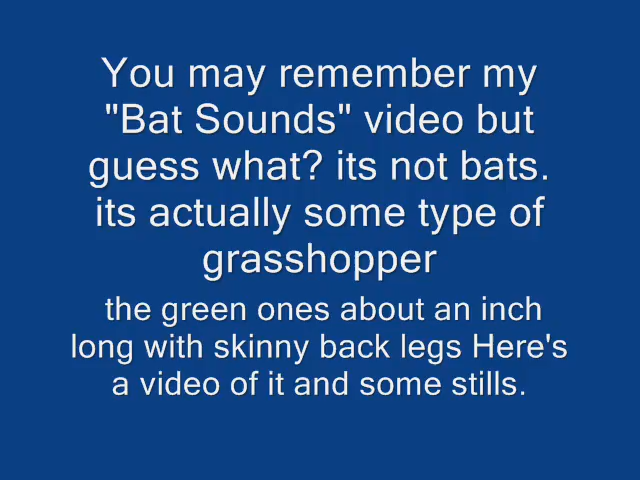 You may remember my
"Bat Sounds" video but
guess what? its not bats.
its actually some type of
grasshopper
the green ones about an inch
long with skinny back legs Here's
a video of it and some stills.